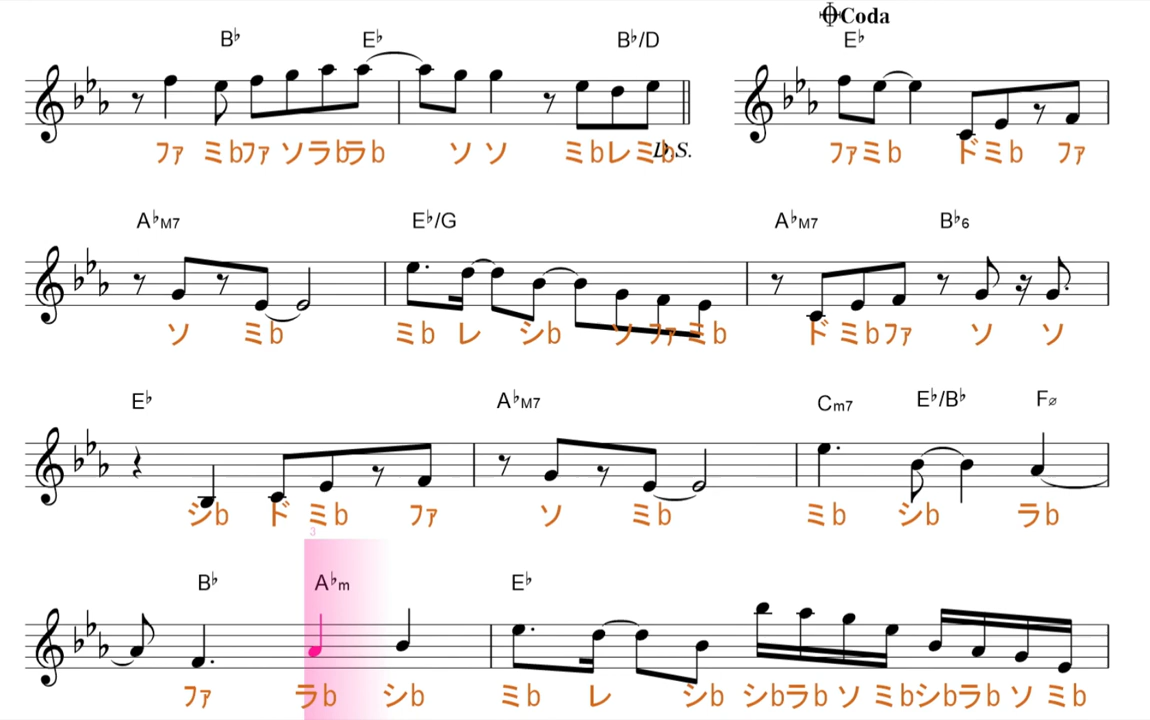 Coda
B♭ E♭ B♭/D E♭
ファ ミb ファ ソ ラb ラb ソ ソ ミb レ ミb ファ ミb ド ミb ファ
D.S.
A♭M7 E♭/G A♭M7 B♭6
ソ ミb ミb レ シb ソ ファ ミb ド ミb ファ ソ ソ
E♭ A♭M7 Cm7 E♭/B♭ Fø
シb ド ミb ファ ソ ミb ミb シb ラb
3
B♭ A♭m E♭
ファ ラb シb ミb レ シb シb ラb ソ ミb シb ラb ソ ミb